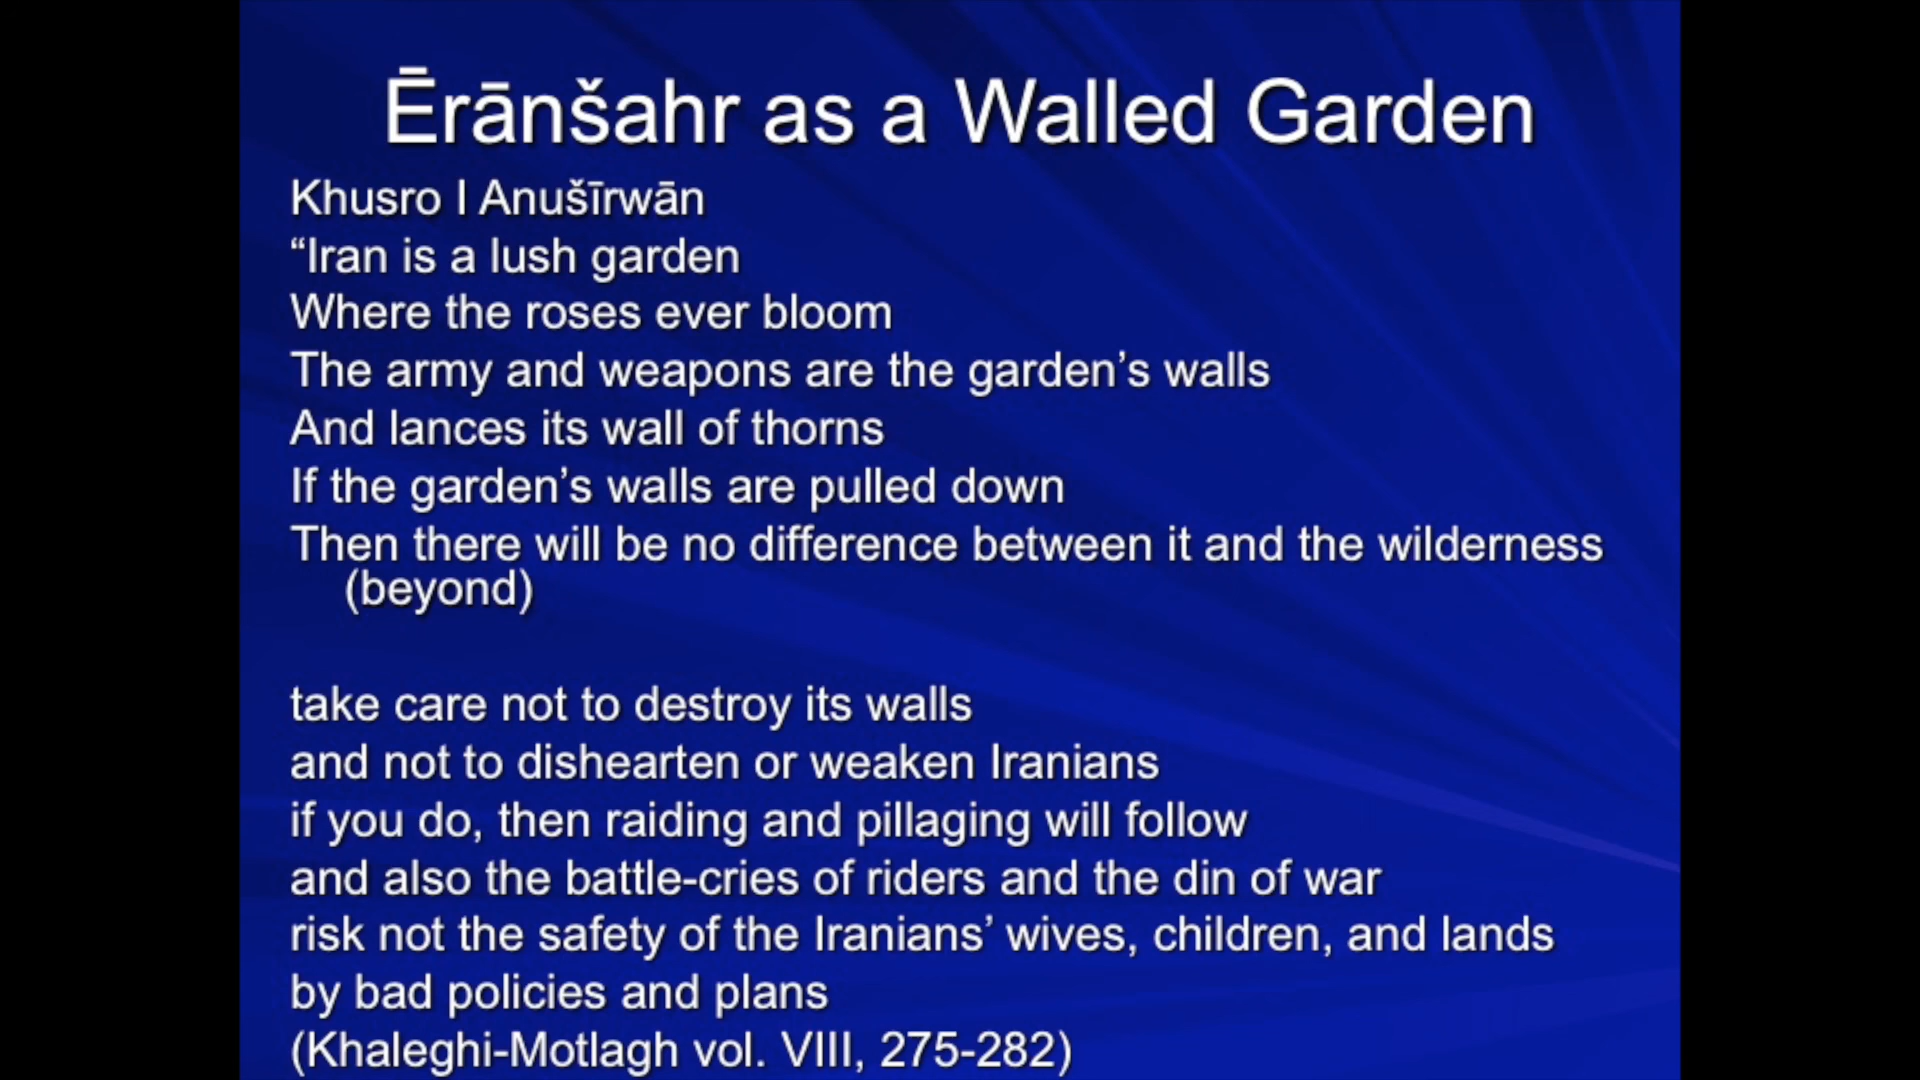 Ērānšahr as a Walled Garden
Khusro I Anušīrwān
“Iran is a lush garden
Where the roses ever bloom
The army and weapons are the garden’s walls
And lances its wall of thorns
If the garden’s walls are pulled down
Then there will be no difference between it and the wilderness
(beyond)
take care not to destroy its walls
and not to dishearten or weaken Iranians
if you do, then raiding and pillaging will follow
and also the battle-cries of riders and the din of war
risk not the safety of the Iranians’ wives, children, and lands
by bad policies and plans
(Khaleghi-Motlagh vol. VIII, 275-282)